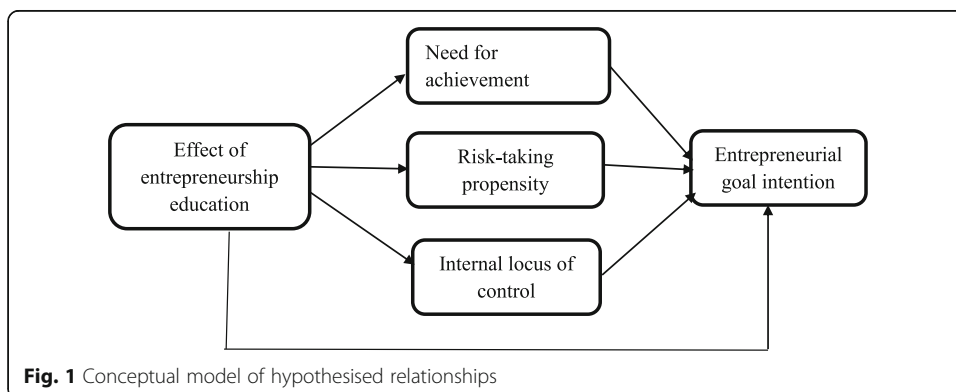 Need for
achievement
Effect of
entrepreneurship
education
Risk-taking
propensity
Entrepreneurial
goal intention
Internal locus of
control
Fig. 1 Conceptual model of hypothesised relationships